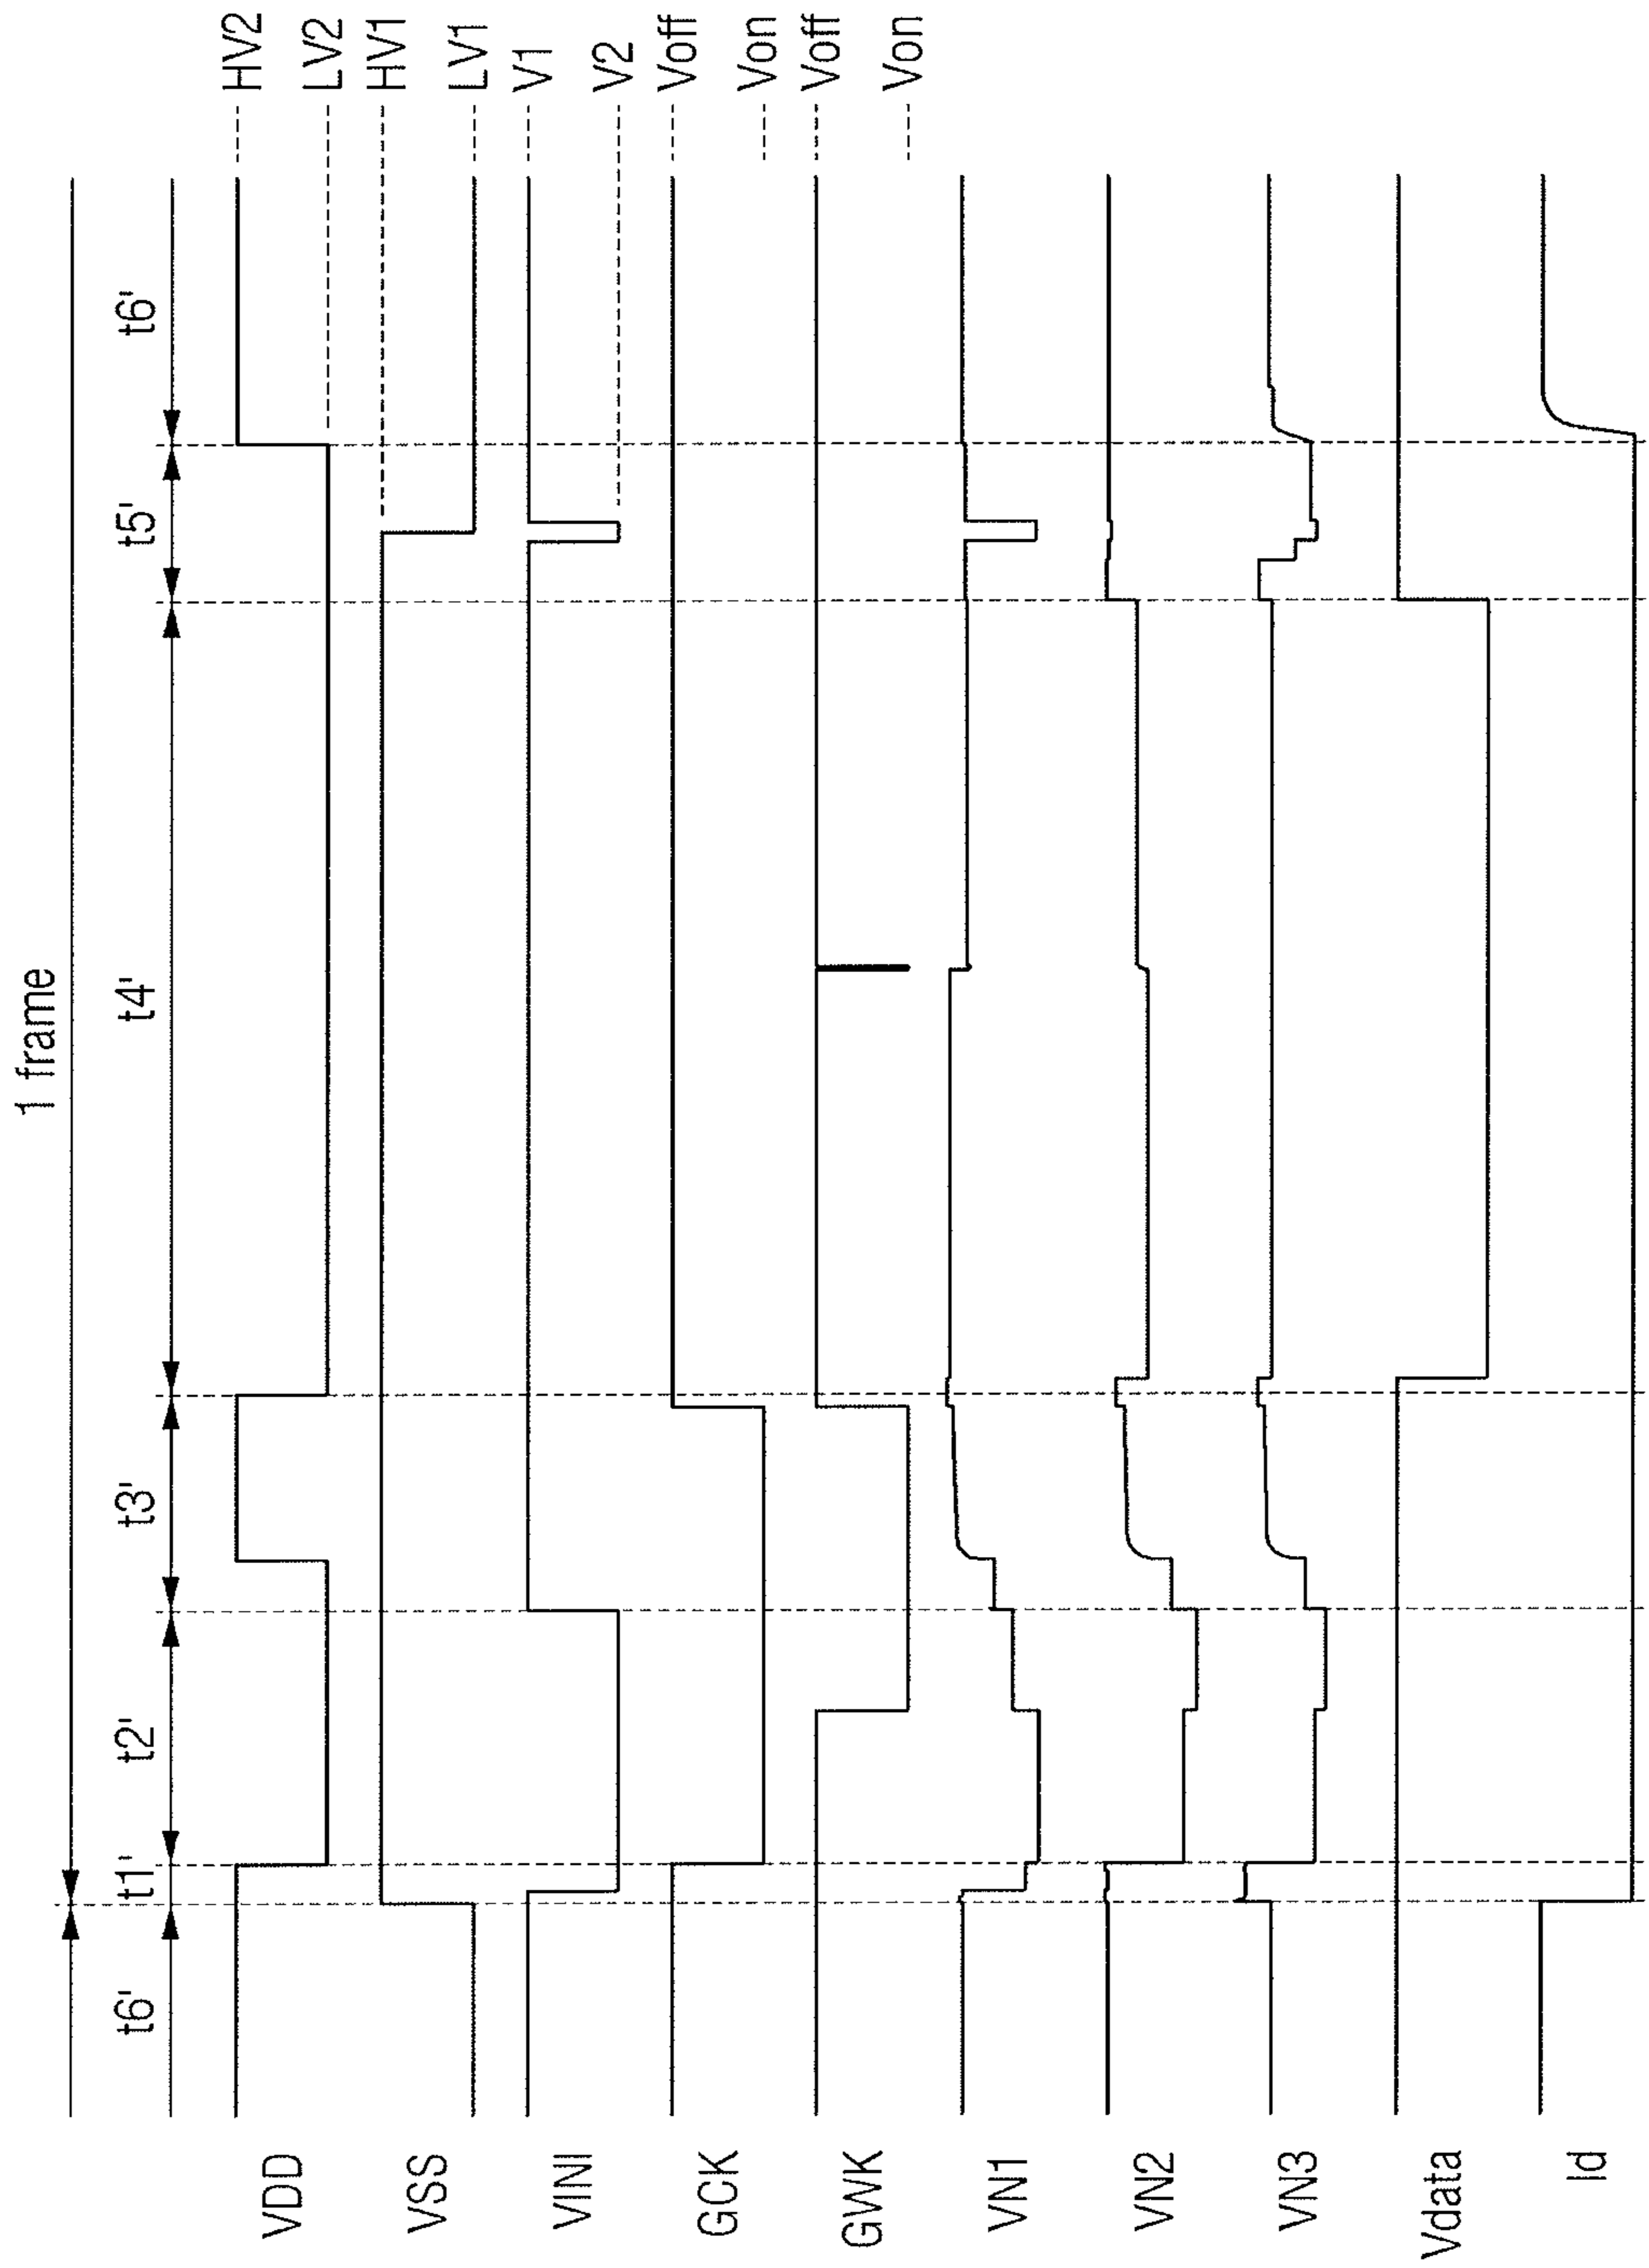 1 frame
t6' t1' t2' t3' t4' t5' t6'
VDD HV2
LV2
VSS HV1
LV1
VINI V1
V2
GCK Voff
Von
GWK Voff
Von
VN1
VN2
VN3
Vdata
Id